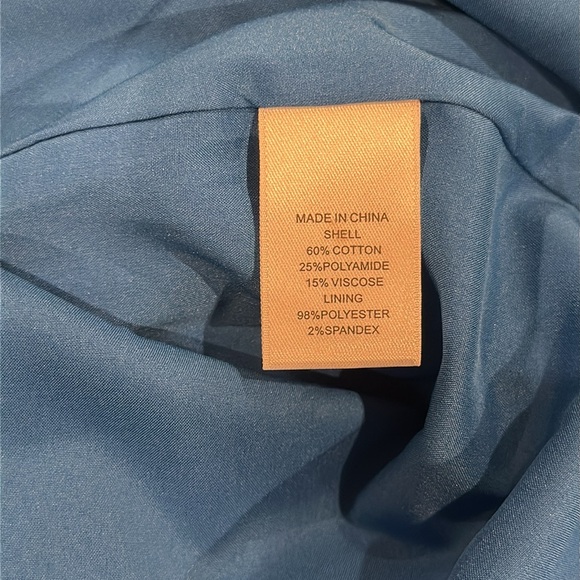 MADE IN CHINA
SHELL
60% COTTON
25%POLYAMIDE
15% VISCOSE
LINING
98%POLYESTER
2%SPANDEX